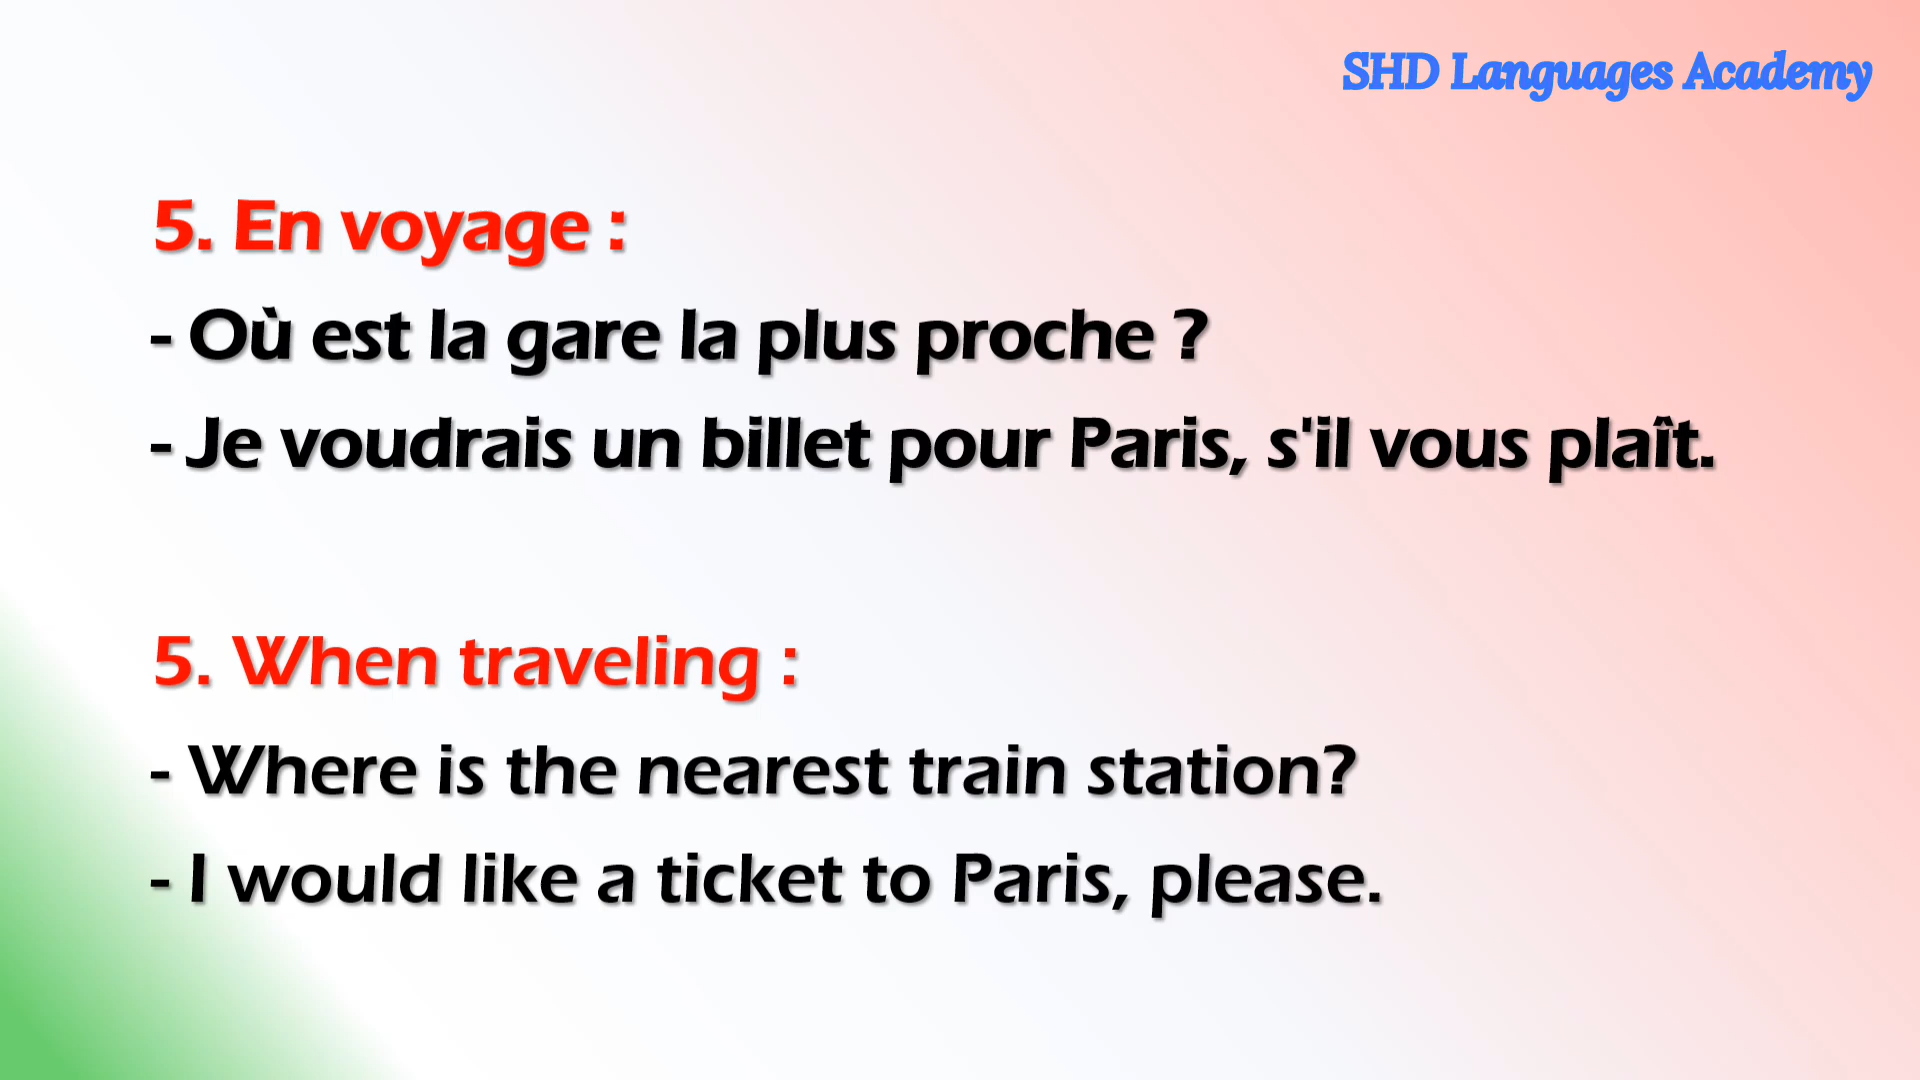 SHD Languages Academy
5. En voyage :
- Où est la gare la plus proche ?
- Je voudrais un billet pour Paris, s'il vous plaît.
5. When traveling :
- Where is the nearest train station?
- I would like a ticket to Paris, please.